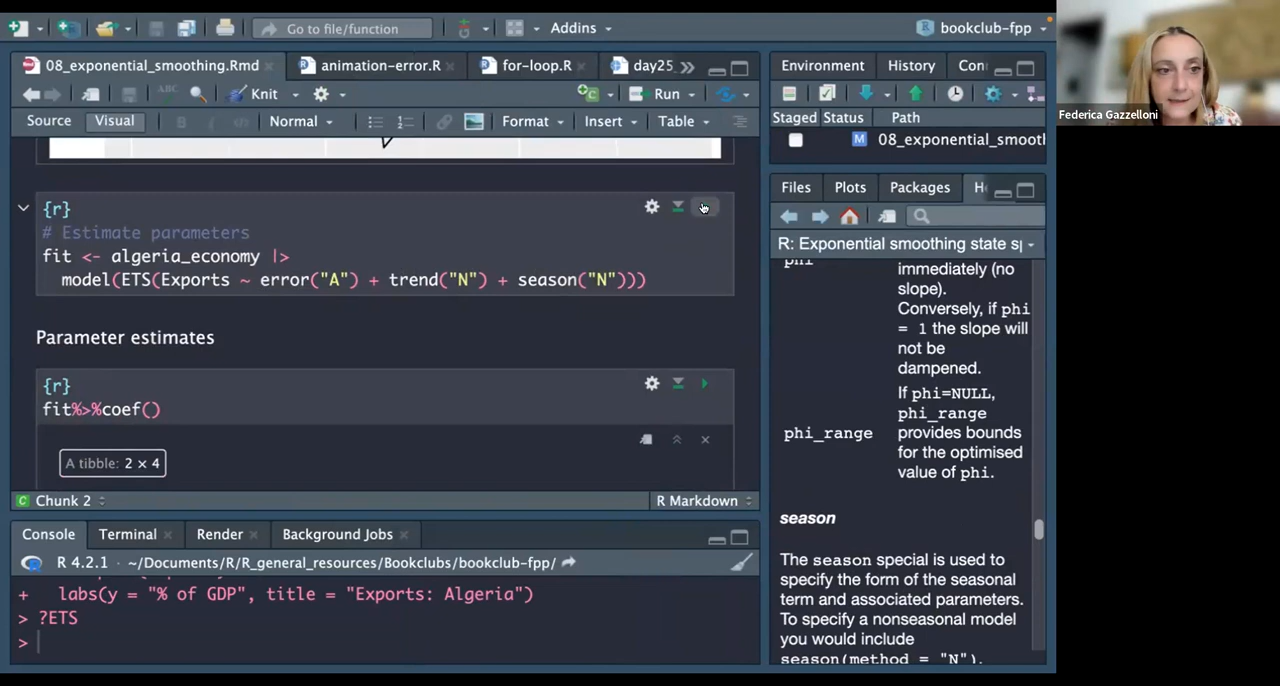 Go to file/function
Addins
bookclub-fpp
08_exponential_smoothing.Rmd
animation-error.R
for-loop.R
day25_
ABC
Knit
Run
Source
Visual
B
I
Normal
Format
Insert
Table
{r}
# Estimate parameters
fit <- algeria_economy |>
model(ETS(Exports ~ error("A") + trend("N") + season("N")))
Parameter estimates
{r}
fit%>%coef()
A tibble: 2 × 4
Chunk 2
R Markdown
Console
Terminal
Render
Background Jobs
R 4.2.1 · ~/Documents/R/R_general_resources/Bookclubs/bookclub-fpp/
+ labs(y = "% of GDP", title = "Exports: Algeria")
> ?ETS
>
Environment
History
Con
Staged
Status
Path
M
08_exponential_smooth
Files
Plots
Packages
H
R: Exponential smoothing state s
phi
immediately (no
slope).
Conversely, if phi
= 1 the slope will
not be
dampened.
phi_range
If phi=NULL,
phi_range
provides bounds
for the optimised
value of phi.
season
The season special is used to
specify the form of the seasonal
term and associated parameters.
To specify a nonseasonal model
you would include
season(method = "N").
Federica Gazzelloni